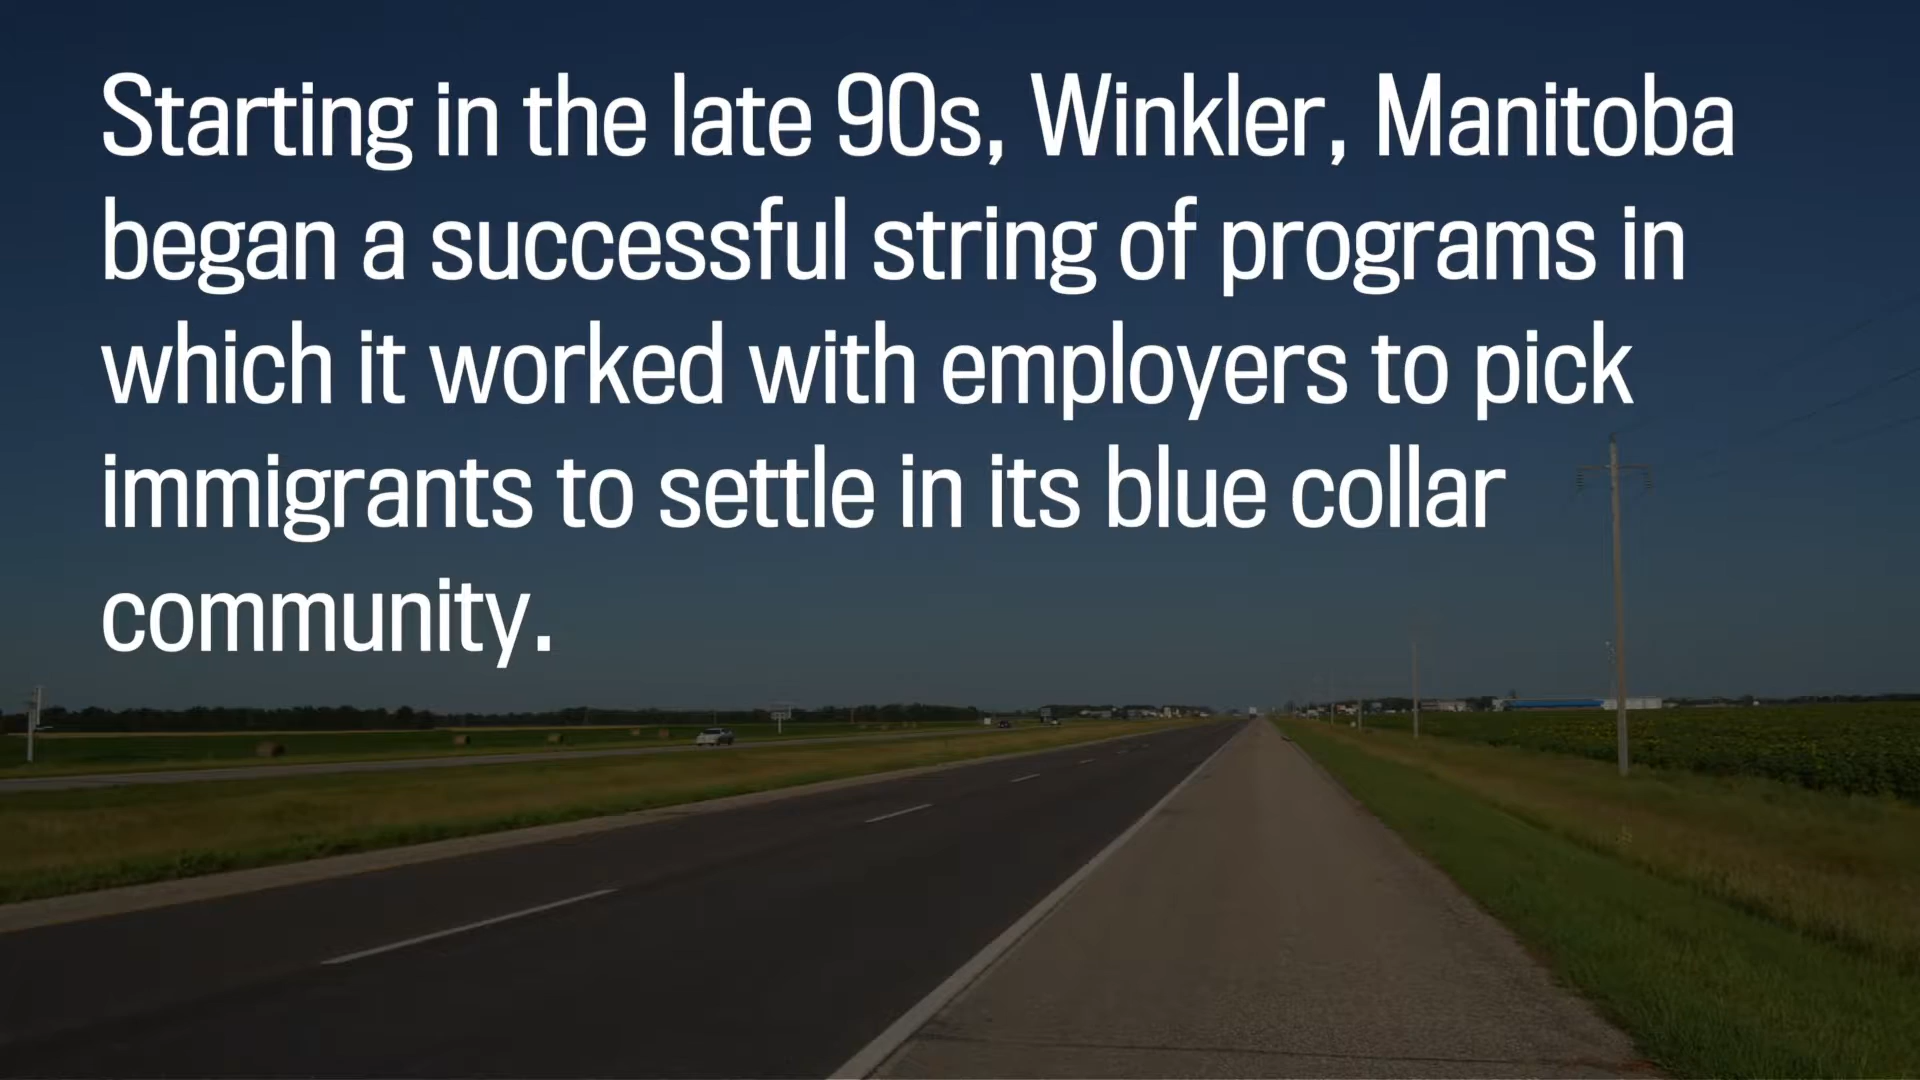 Starting in the late 90s, Winkler, Manitoba
began a successful string of programs in
which it worked with employers to pick
immigrants to settle in its blue collar
community.